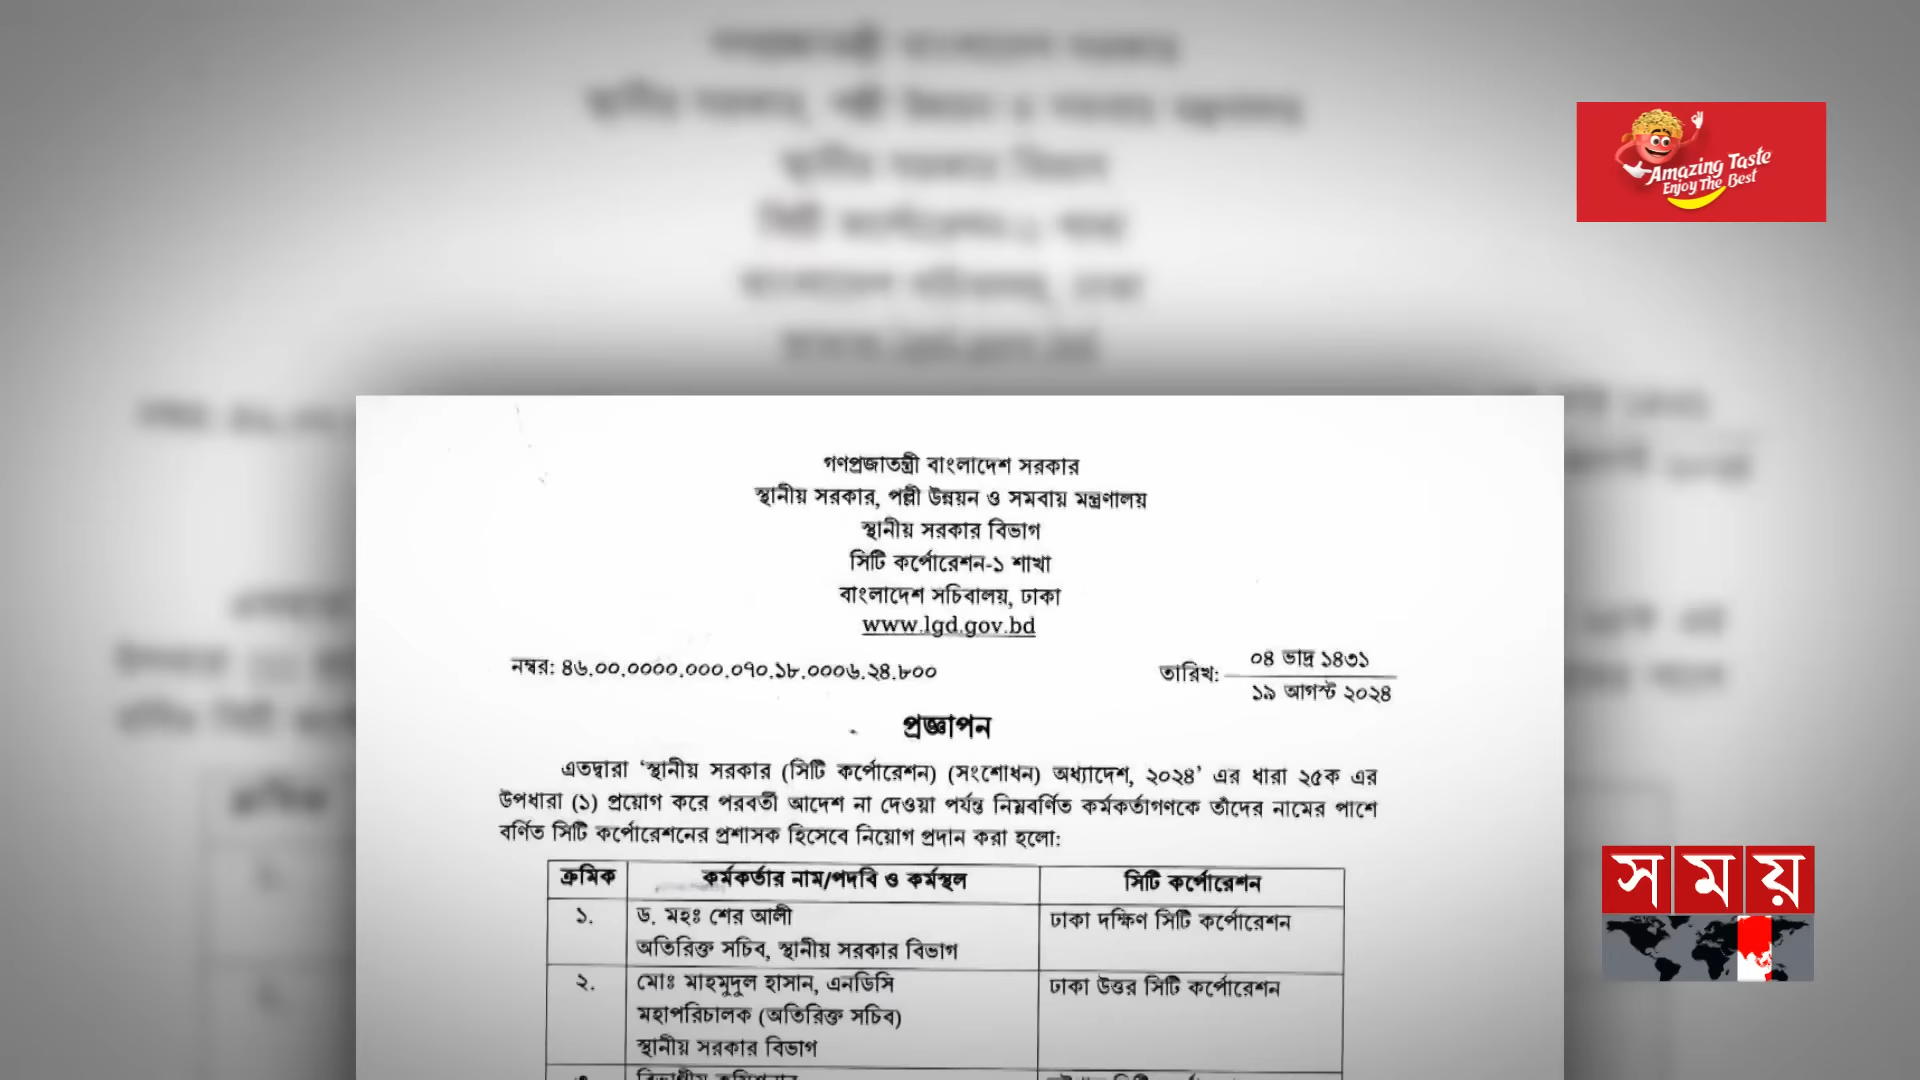 Amazing Taste
Enjoy The Best
গণপ্রজাতন্ত্রী বাংলাদেশ সরকার
স্থানীয় সরকার, পল্লী উন্নয়ন ও সমবায় মন্ত্রণালয়
স্থানীয় সরকার বিভাগ
সিটি কর্পোরেশন-১ শাখা
বাংলাদেশ সচিবালয়, ঢাকা
www.lgd.gov.bd
নম্বর: ৪৬.০০.০০০০.০০০.০৭০.১৮.০০০৬.২৪.৮০০
তারিখ: ০৪ ভাদ্র ১৪৩১
১৯ আগস্ট ২০২৪
প্রজ্ঞাপন
এতদ্বারা ‘স্থানীয় সরকার (সিটি কর্পোরেশন) (সংশোধন) অধ্যাদেশ, ২০২৪’ এর ধারা ২৫ক এর
উপধারা (১) প্রয়োগ করে পরবর্তী আদেশ না দেওয়া পর্যন্ত নিম্নবর্ণিত কর্মকর্তাগণকে তাঁদের নামের পাশে
বর্ণিত সিটি কর্পোরেশনের প্রশাসক হিসেবে নিয়োগ প্রদান করা হলো:
ক্রমিক কর্মকর্তার নাম/পদবি ও কর্মস্থল সিটি কর্পোরেশন
১. ড. মহঃ শের আলী ঢাকা দক্ষিণ সিটি কর্পোরেশন
অতিরিক্ত সচিব, স্থানীয় সরকার বিভাগ
২. মোঃ মাহমুদুল হাসান, এনডিসি ঢাকা উত্তর সিটি কর্পোরেশন
মহাপরিচালক (অতিরিক্ত সচিব)
স্থানীয় সরকার বিভাগ
সময়